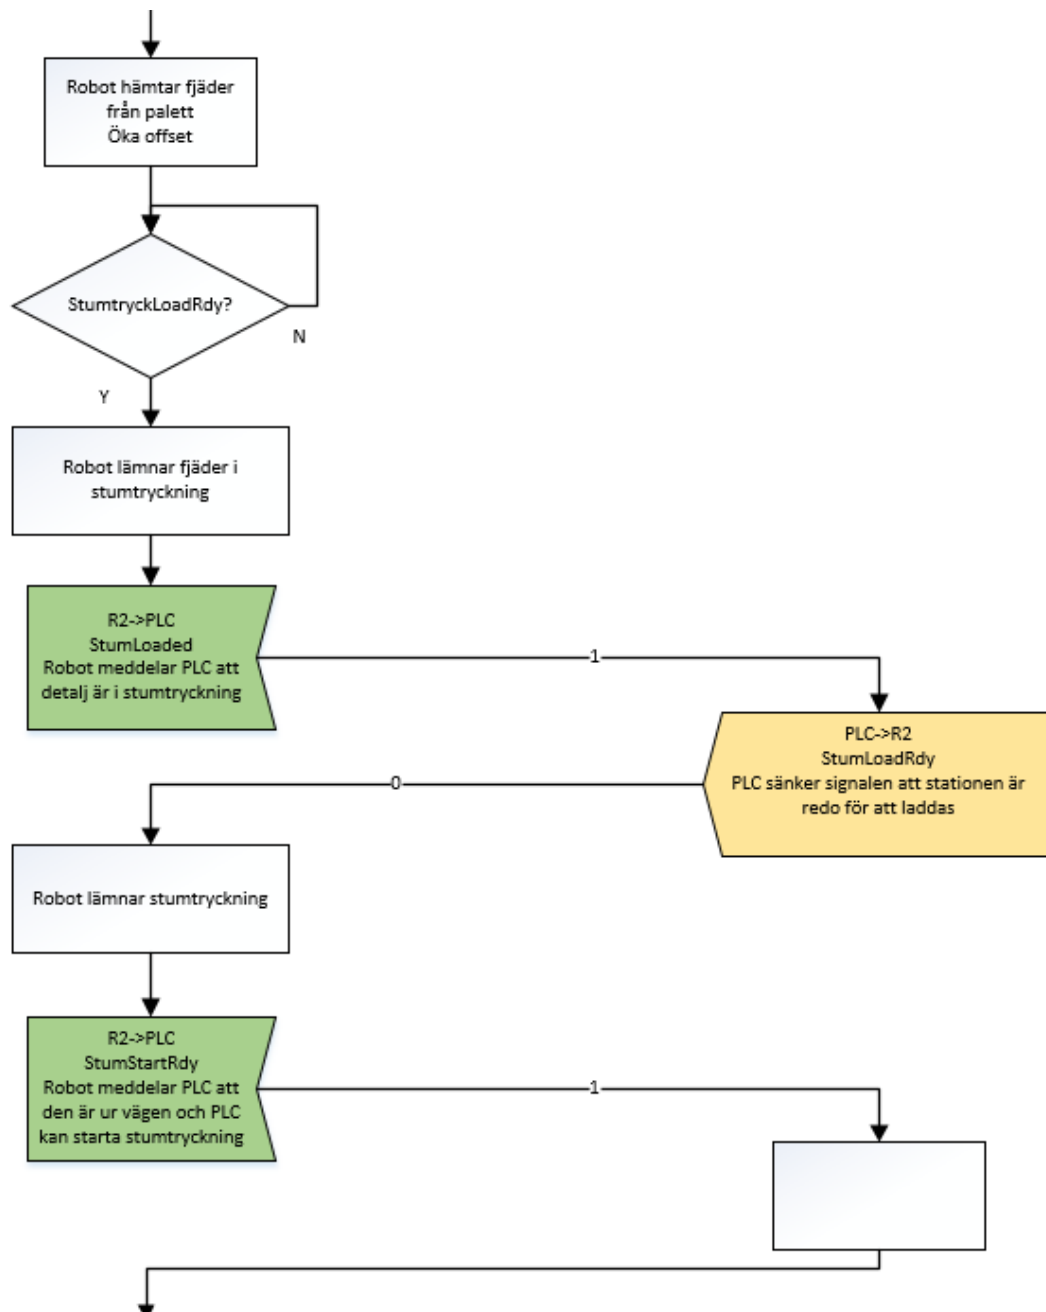 Robot hämtar fjäder
från palett
Öka offset
StumtryckLoadRdy?
N
Y
Robot lämnar fjäder i
stumtryckning
R2->PLC
StumLoaded
Robot meddelar PLC att
detalj är i stumtryckning
1
PLC->R2
StumLoadRdy
PLC sänker signalen att stationen är
redo för att laddas
0
Robot lämnar stumtryckning
R2->PLC
StumStartRdy
Robot meddelar PLC att
den är ur vägen och PLC
kan starta stumtryckning
1